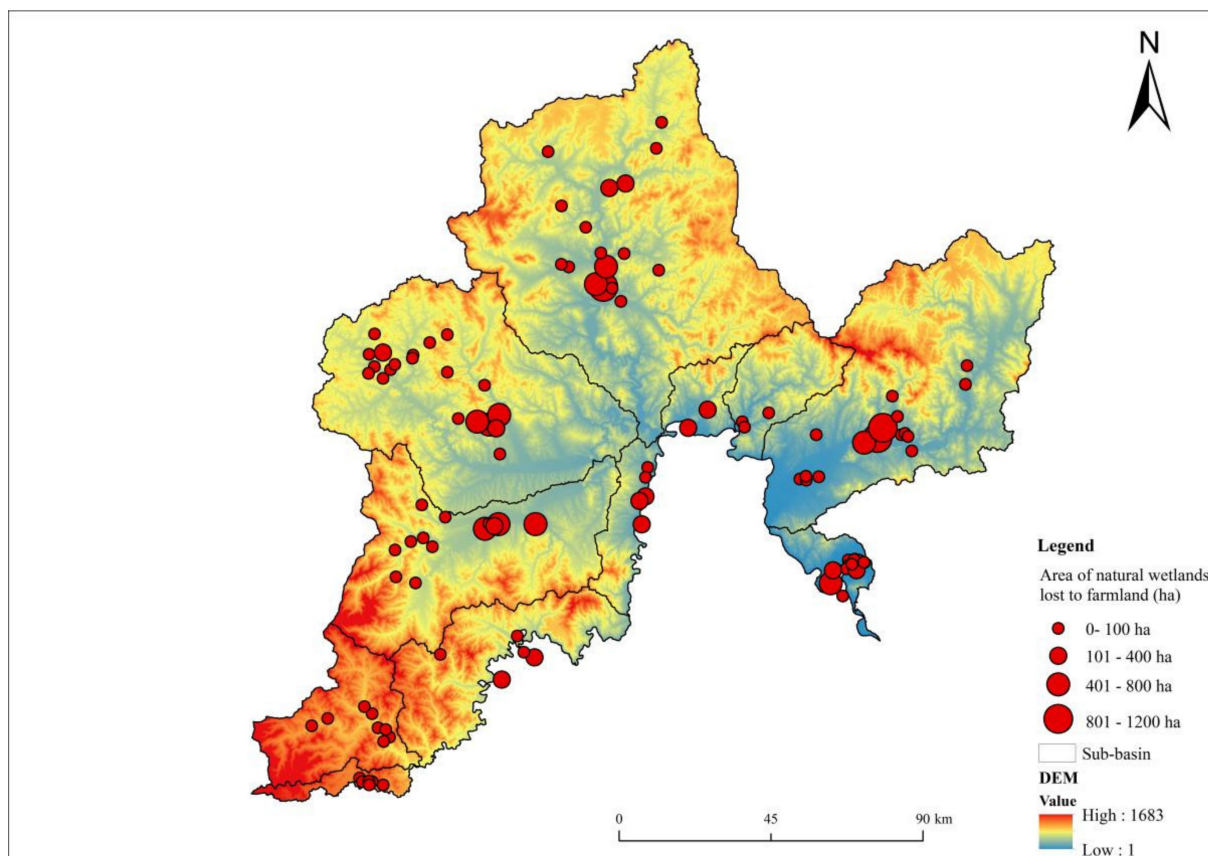 N
Legend
Area of natural wetlands
lost to farmland (ha)
0- 100 ha
101 - 400 ha
401 - 800 ha
801 - 1200 ha
Sub-basin
DEM
Value
High : 1683
Low : 1
0 45 90 km